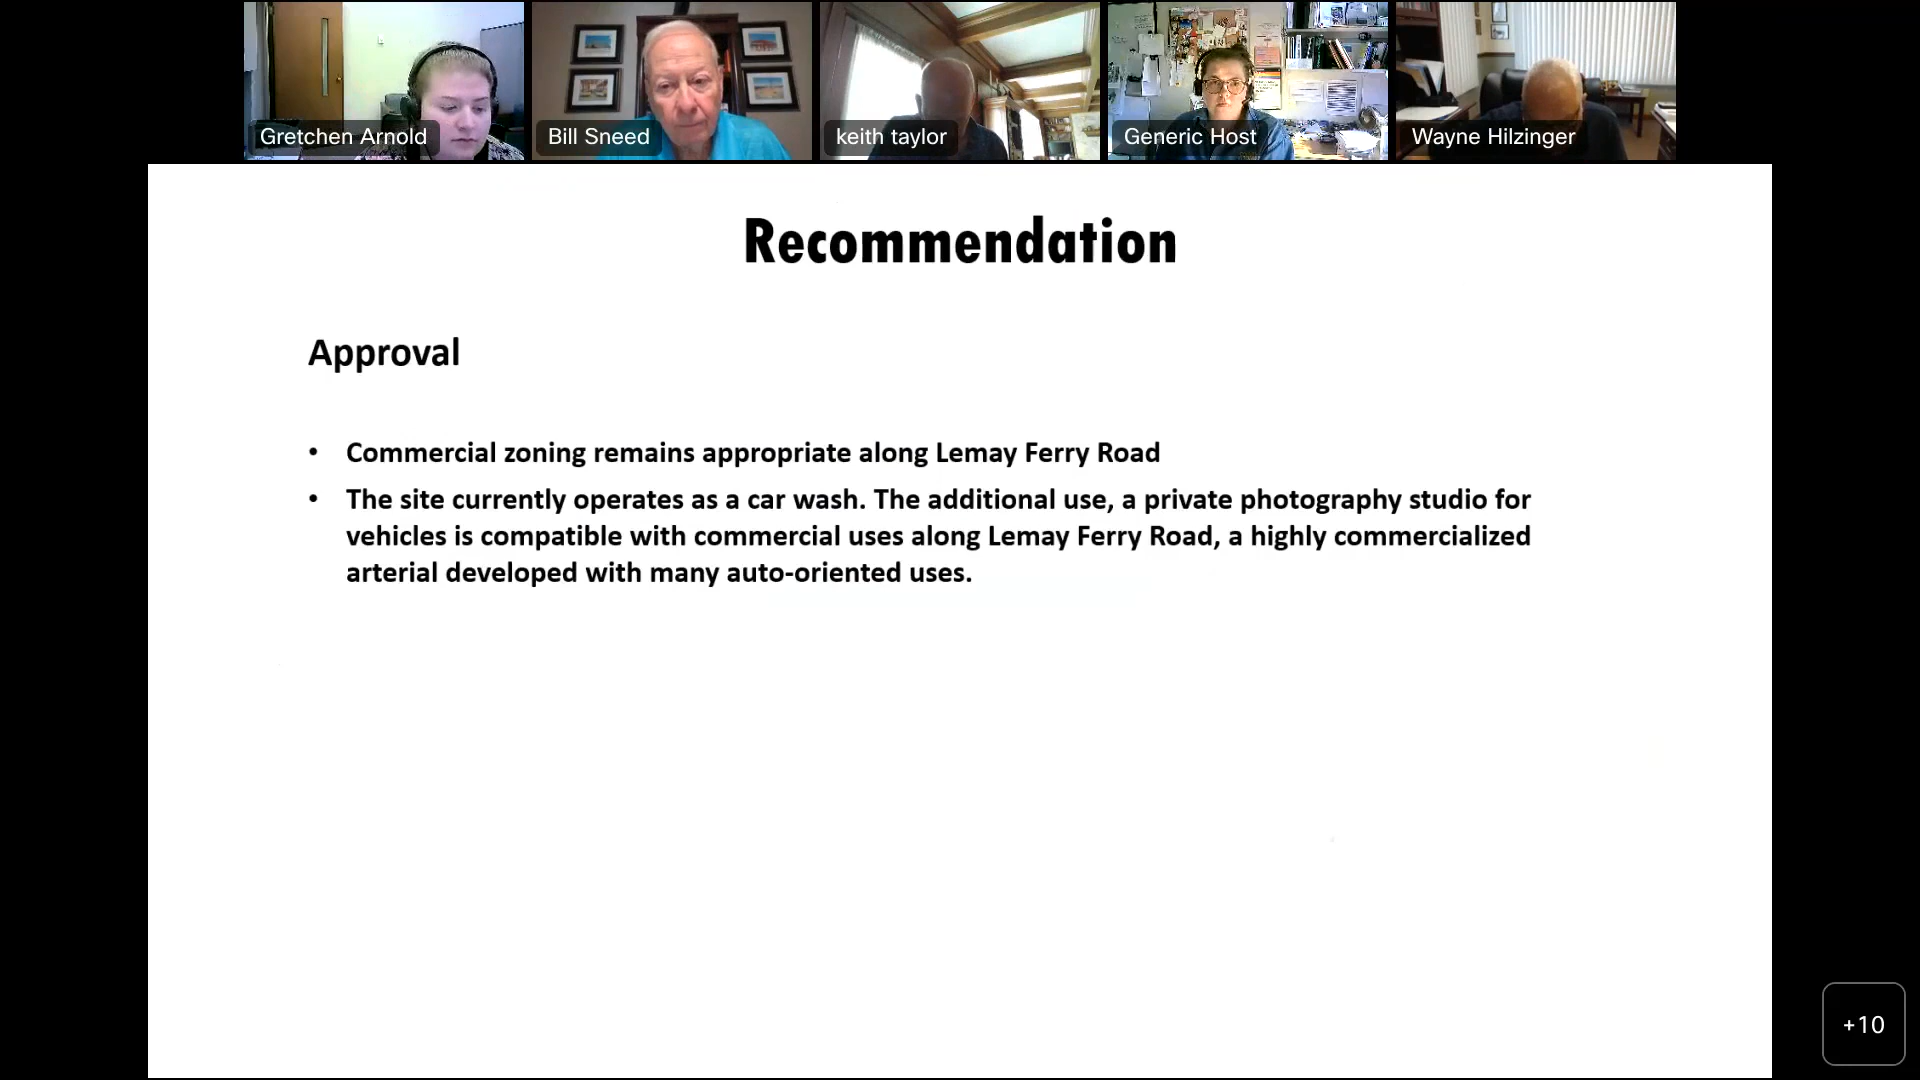 Gretchen Arnold
Bill Sneed
keith taylor
Generic Host
Wayne Hilzinger
Recommendation
Approval
• Commercial zoning remains appropriate along Lemay Ferry Road
• The site currently operates as a car wash. The additional use, a private photography studio for
vehicles is compatible with commercial uses along Lemay Ferry Road, a highly commercialized
arterial developed with many auto-oriented uses.
+10